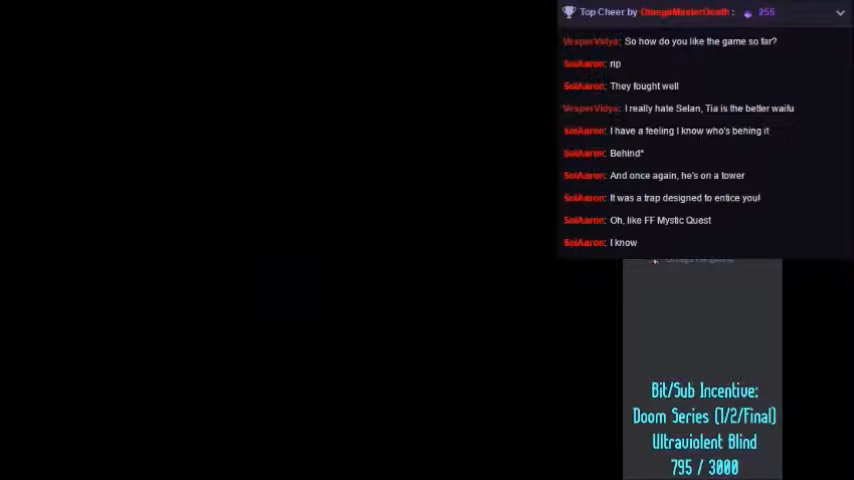 Top Cheer by OmegaMasterDeath : 255
VesperVidya: So how do you like the game so far?
SolAaron: rip
SolAaron: They fought well
VesperVidya: I really hate Selan, Tia is the better waifu
SolAaron: I have a feeling I know who's behing it
SolAaron: Behind*
SolAaron: And once again, he's on a tower
SolAaron: It was a trap designed to entice you!
SolAaron: Oh, like FF Mystic Quest
SolAaron: I know
Bit/Sub Incentive:
Doom Series (1/2/Final)
Ultraviolent Blind
795 / 3000